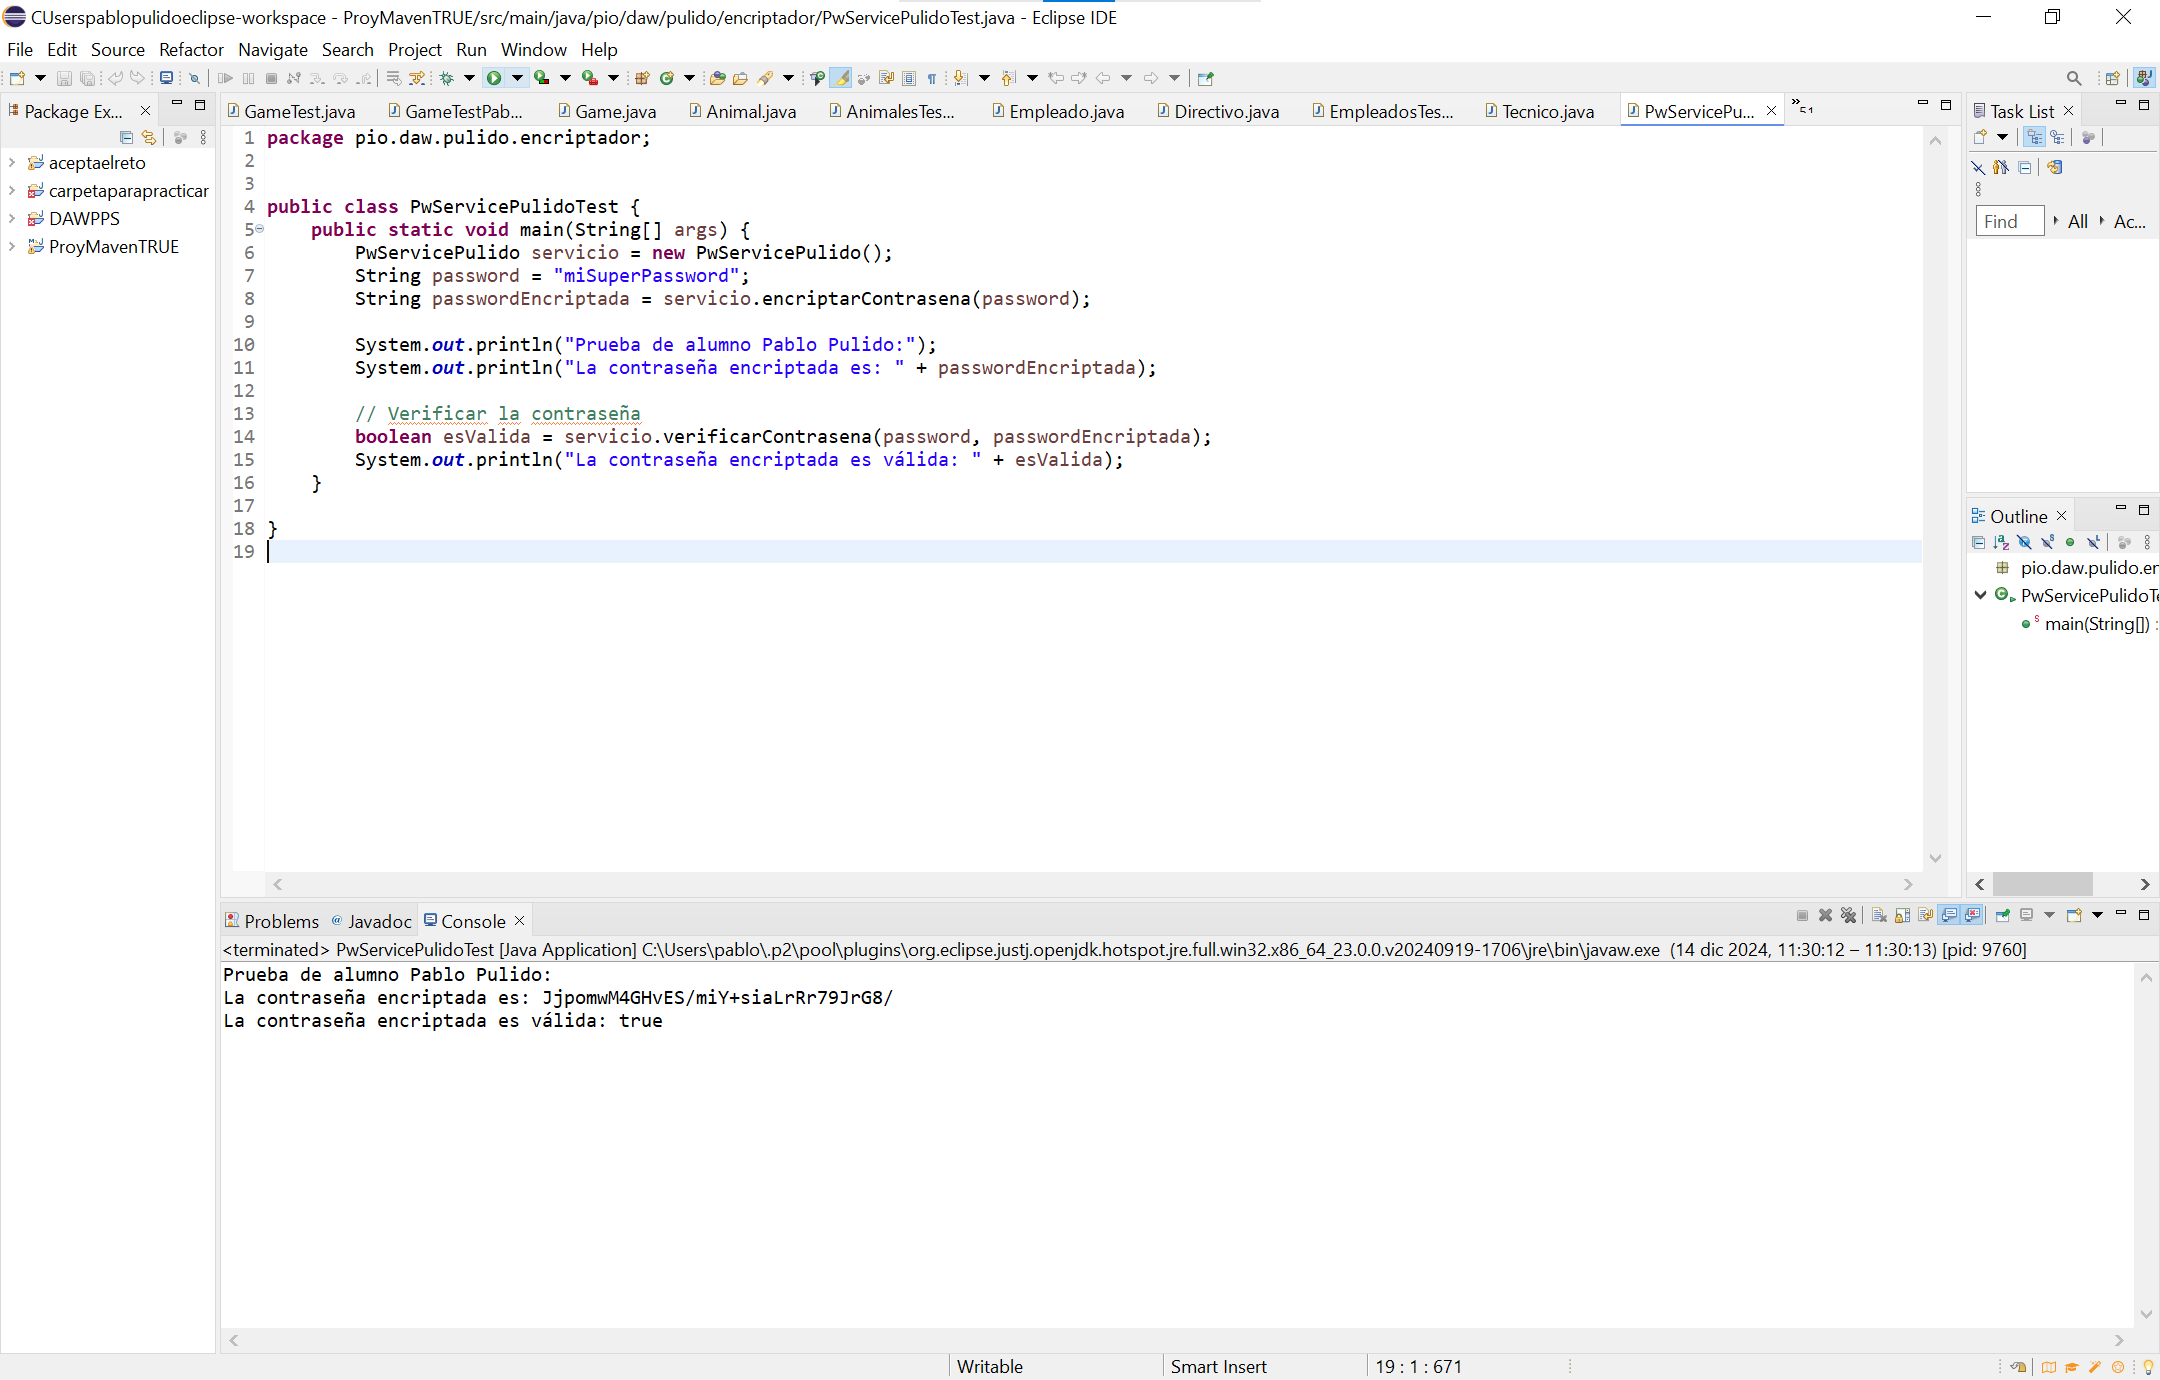 CUserspablopulidoeclipse-workspace - ProyMavenTRUE/src/main/java/pio/daw/pulido/encriptador/PwServicePulidoTest.java - Eclipse IDE
File Edit Source Refactor Navigate Search Project Run Window Help
Package Ex...
aceptaelreto
carpetaparapracticar
DAWPPS
ProyMavenTRUE
GameTest.java GameTestPab... Game.java Animal.java AnimalesTes... Empleado.java Directivo.java EmpleadosTes... Tecnico.java PwServicePu... »51
1 package pio.daw.pulido.encriptador;
2
3
4 public class PwServicePulidoTest {
5 public static void main(String[] args) {
6 PwServicePulido servicio = new PwServicePulido();
7 String password = "miSuperPassword";
8 String passwordEncriptada = servicio.encriptarContrasena(password);
9
10 System.out.println("Prueba de alumno Pablo Pulido:");
11 System.out.println("La contraseña encriptada es: " + passwordEncriptada);
12
13 // Verificar la contraseña
14 boolean esValida = servicio.verificarContrasena(password, passwordEncriptada);
15 System.out.println("La contraseña encriptada es válida: " + esValida);
16 }
17
18 }
19
Task List
Find All Ac...
Outline
pio.daw.pulido.er
PwServicePulidoTe
main(String[]) :
Problems Javadoc Console
<terminated> PwServicePulidoTest [Java Application] C:\Users\pablo\.p2\pool\plugins\org.eclipse.justj.openjdk.hotspot.jre.full.win32.x86_64_23.0.0.v20240919-1706\jre\bin\javaw.exe (14 dic 2024, 11:30:12 – 11:30:13) [pid: 9760]
Prueba de alumno Pablo Pulido:
La contraseña encriptada es: JjpomwM4GHvES/miY+siaLrRr79JrG8/
La contraseña encriptada es válida: true
Writable Smart Insert 19 : 1 : 671